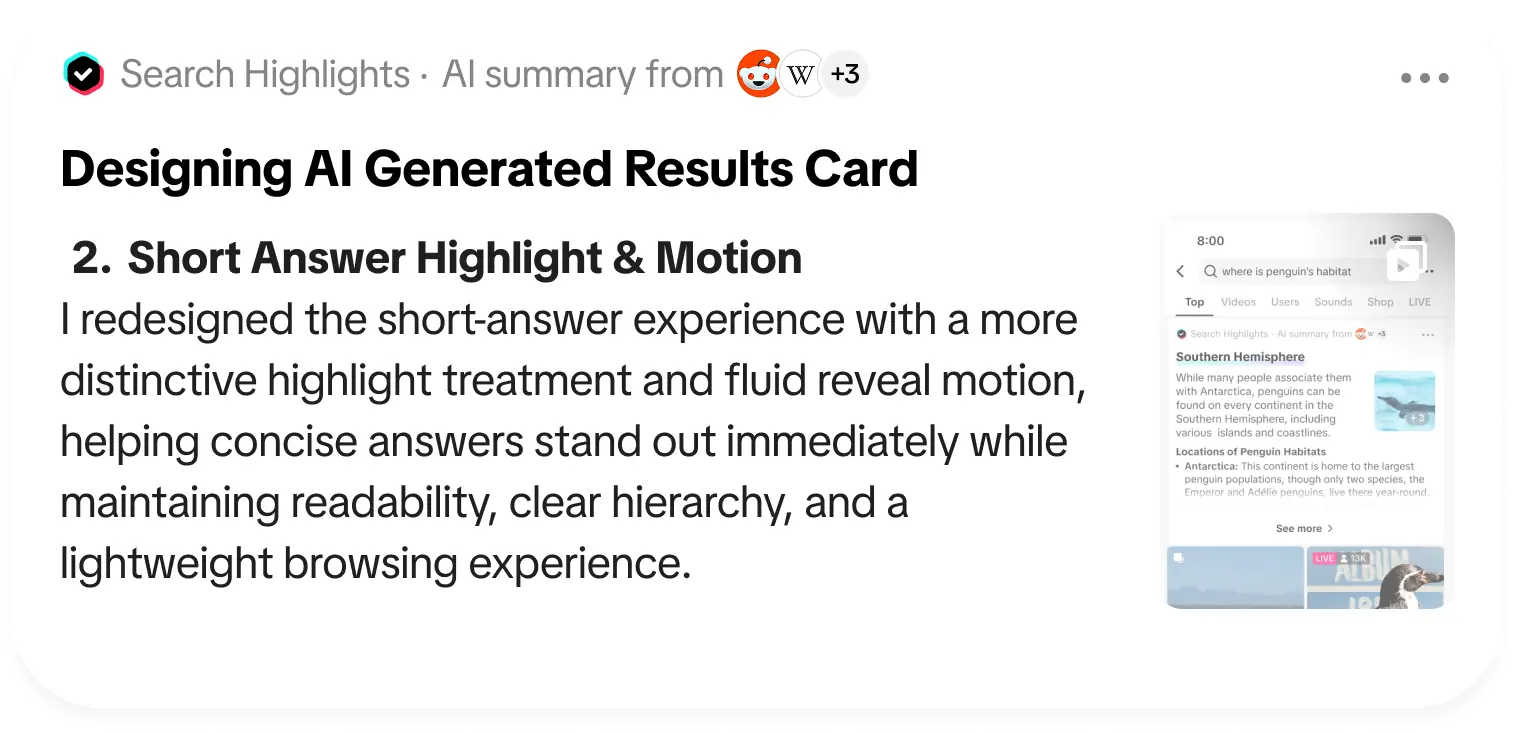 Search Highlights · AI summary from W +3
Designing AI Generated Results Card
2. Short Answer Highlight & Motion
I redesigned the short-answer experience with a more
distinctive highlight treatment and fluid reveal motion,
helping concise answers stand out immediately while
maintaining readability, clear hierarchy, and a
lightweight browsing experience.
8:00
where is penguin's habitat
Top Videos Users Sounds Shop LIVE
Search Highlights · AI summary from W +3
Southern Hemisphere
While many people associate them
with Antarctica, penguins can be
found on every continent in the
Southern Hemisphere, including
various islands and coastlines.
+3
Locations of Penguin Habitats
• Antarctica: This continent is home to the largest
penguin populations, though only two species, the
Emperor and Adélie penguins, live there year-round.
See more
LIVE 13K
ALBUM